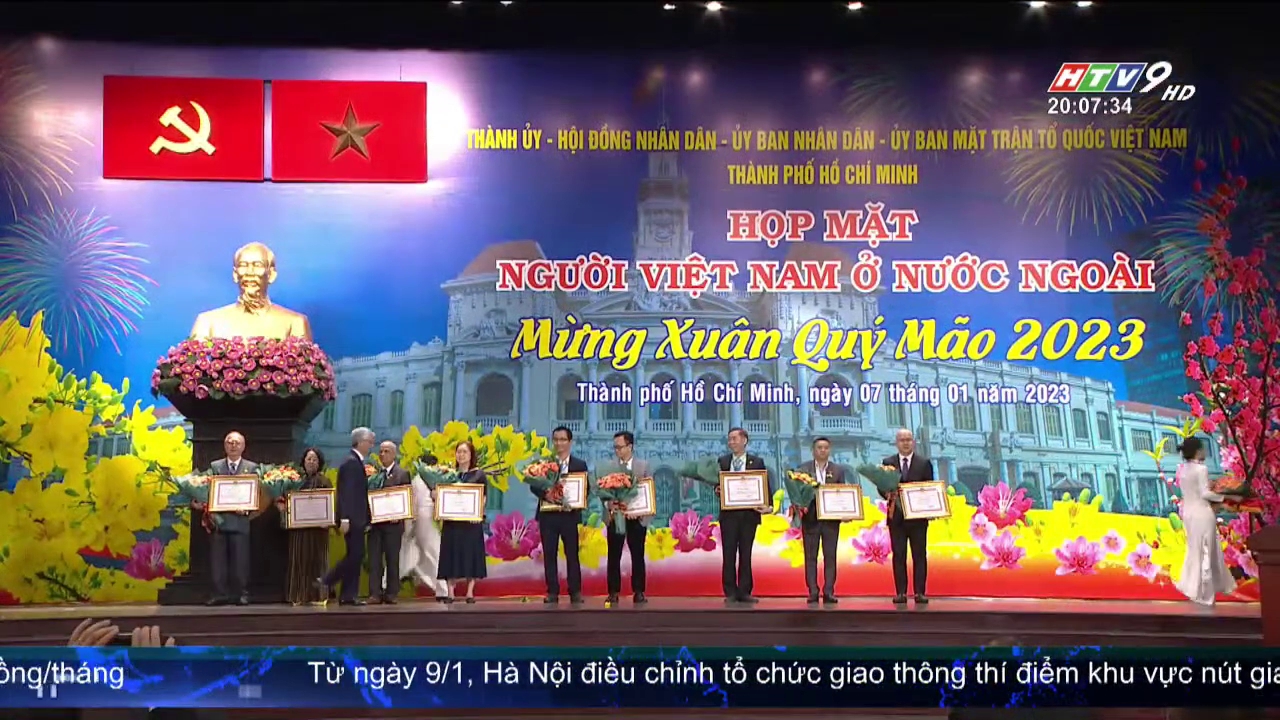 HTV9 HD
20:07:34
THÀNH ỦY - HỘI ĐỒNG NHÂN DÂN - ỦY BAN NHÂN DÂN - ỦY BAN MẶT TRẬN TỔ QUỐC VIỆT NAM
THÀNH PHỐ HỒ CHÍ MINH
HỌP MẶT
NGƯỜI VIỆT NAM Ở NƯỚC NGOÀI
Mừng Xuân Quý Mão 2023
Thành phố Hồ Chí Minh, ngày 07 tháng 01 năm 2023
ồng/tháng Từ ngày 9/1, Hà Nội điều chỉnh tổ chức giao thông thí điểm khu vực nút gia